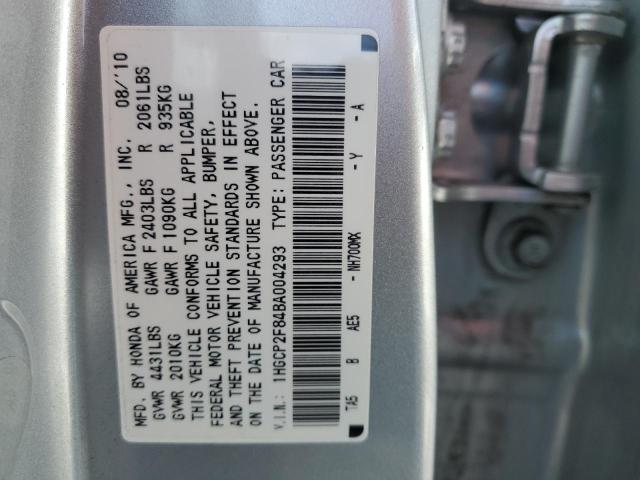 MFD. BY HONDA OF AMERICA MFG., INC. 08/'10
GVWR 4431LBS GAWR F 2403LBS R 2061LBS
GVWR 2010KG GAWR F 1090KG R 935KG
THIS VEHICLE CONFORMS TO ALL APPLICABLE
FEDERAL MOTOR VEHICLE SAFETY, BUMPER,
AND THEFT PREVENTION STANDARDS IN EFFECT
ON THE DATE OF MANUFACTURE SHOWN ABOVE.
V.I.N.: 1HGCP2F84BA004293 TYPE: PASSENGER CAR
TA5 B AE5 - NH700MX - Y - A